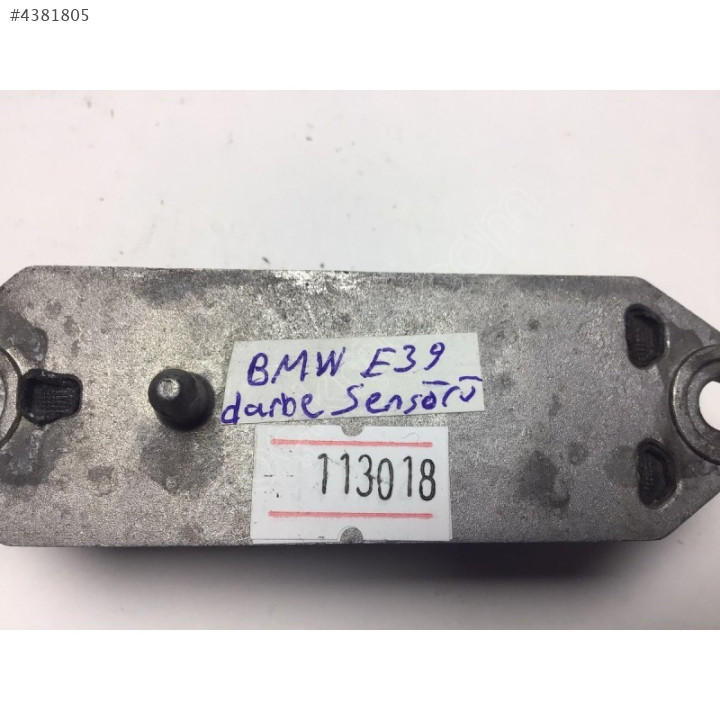 #4381805
BMW E39
darbe Sensörü
113018